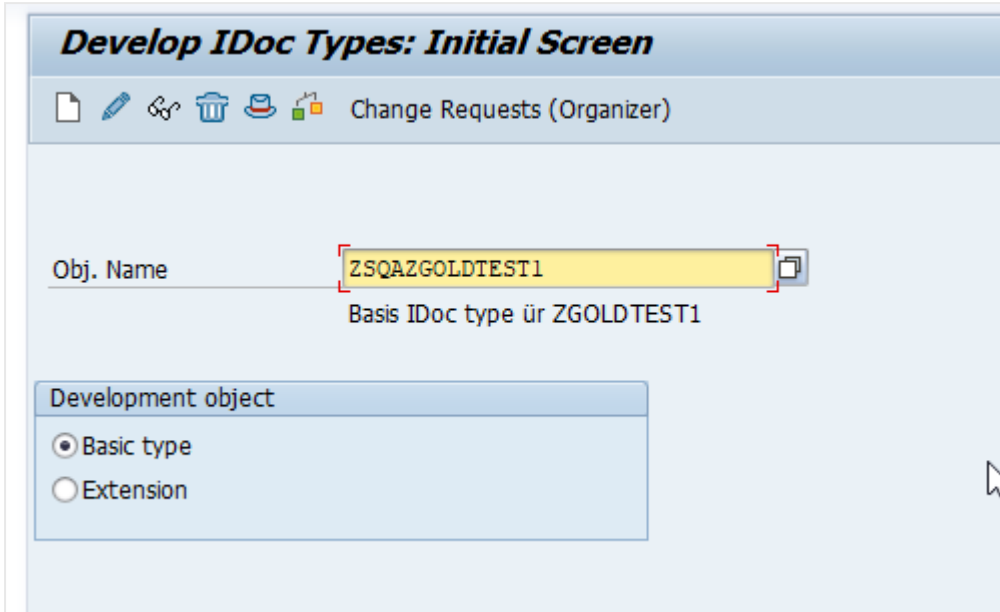 Develop IDoc Types: Initial Screen
Change Requests (Organizer)
Obj. Name ZSQAZGOLDTEST1
Basis IDoc type ür ZGOLDTEST1
Development object
Basic type
Extension